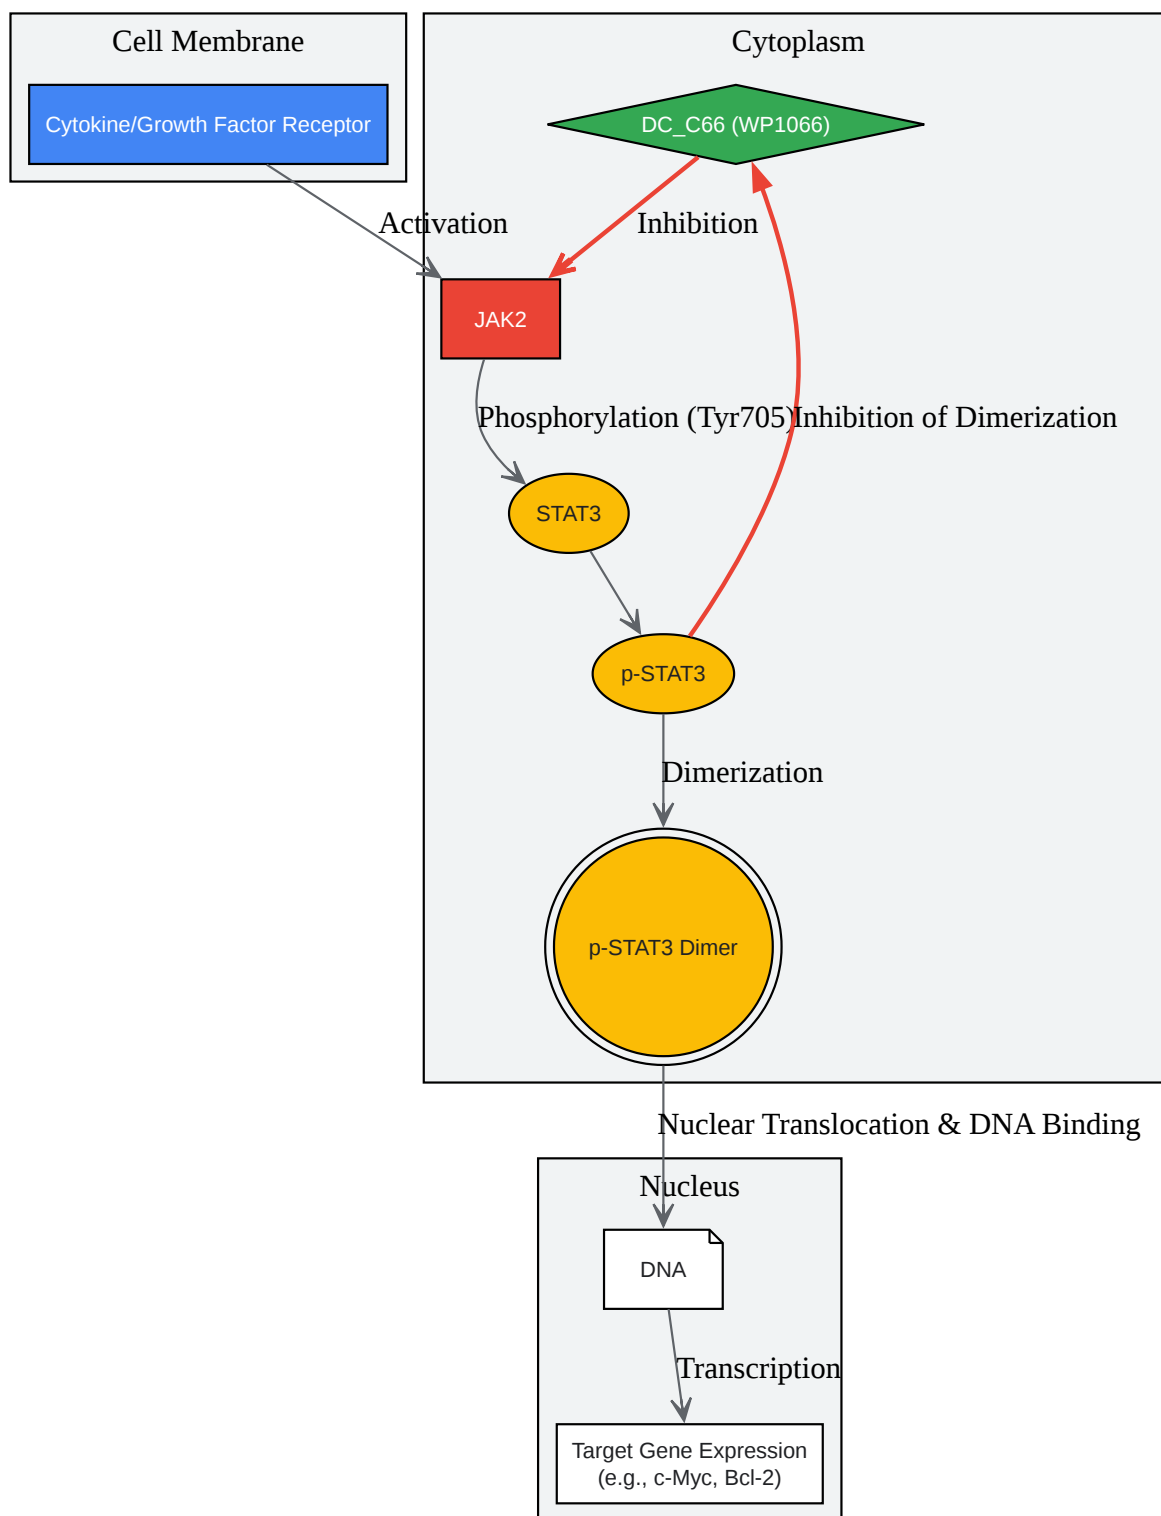 Cell Membrane
Cytoplasm
Cytokine/Growth Factor Receptor
DC_C66 (WP1066)
Activation
Inhibition
JAK2
Phosphorylation (Tyr705)
Inhibition of Dimerization
STAT3
p-STAT3
Dimerization
p-STAT3 Dimer
Nuclear Translocation & DNA Binding
Nucleus
DNA
Transcription
Target Gene Expression
(e.g., c-Myc, Bcl-2)